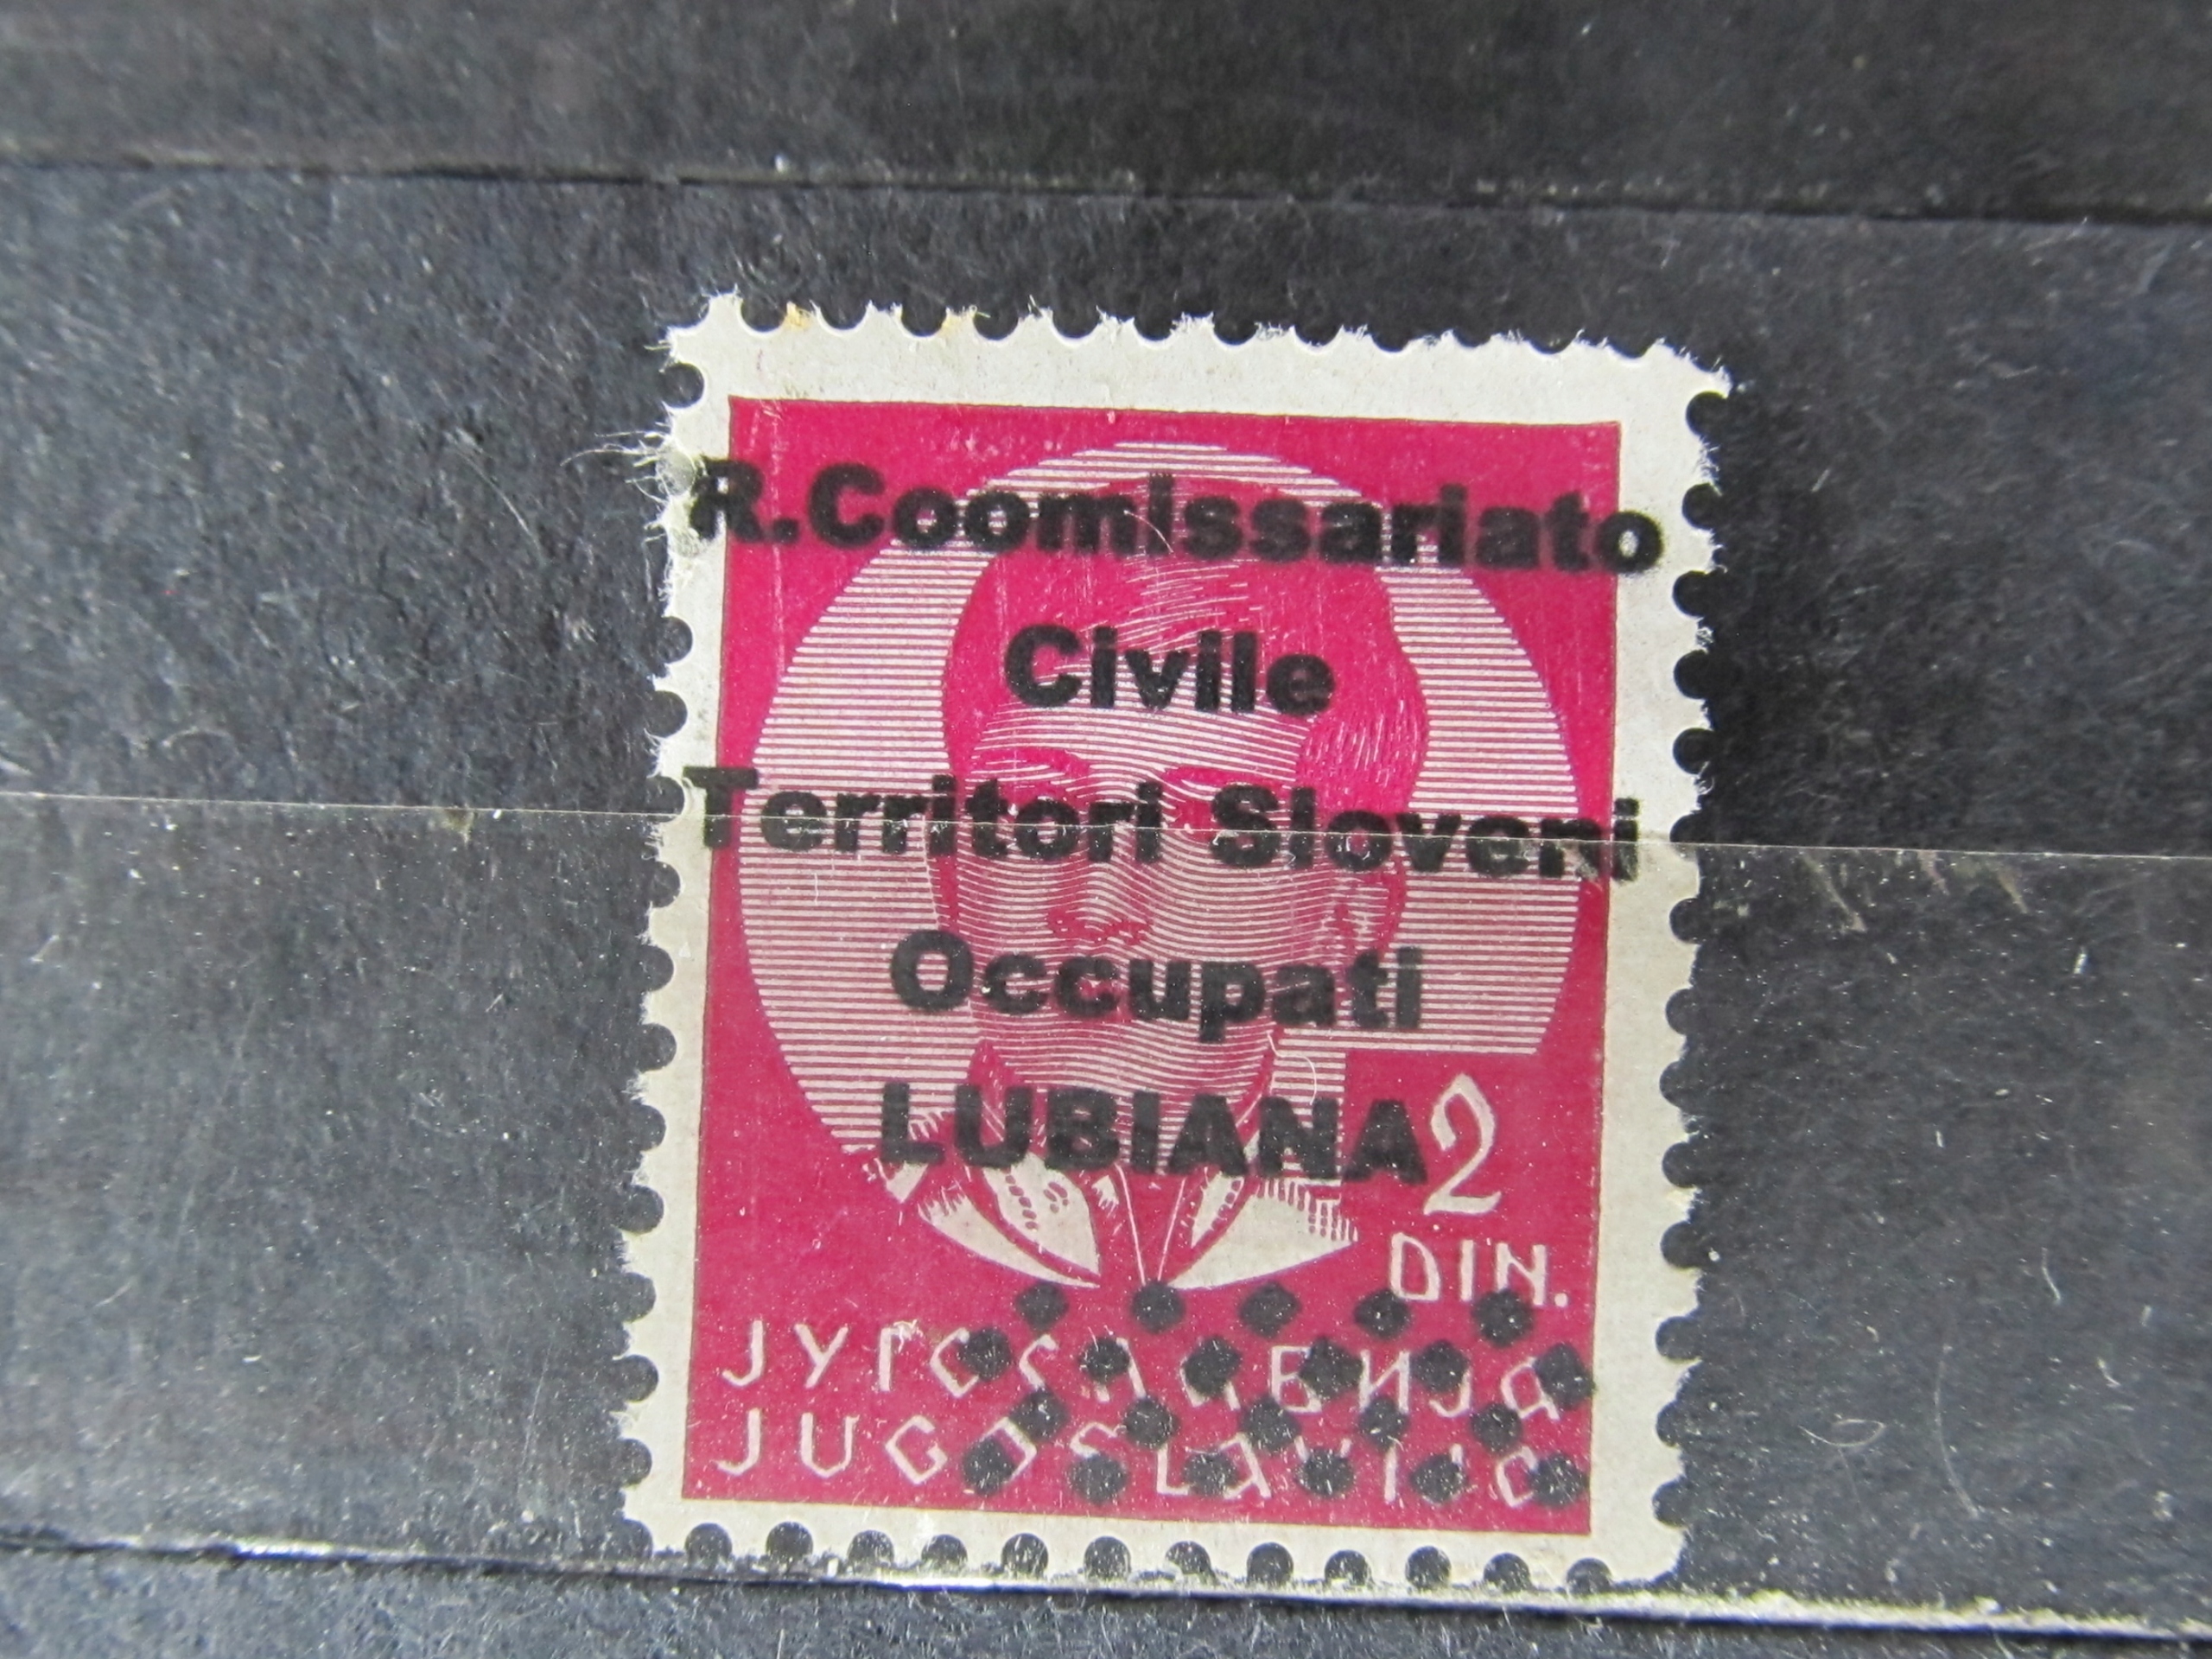 R.Coomissariato
Civile
Territori Sloveni
Occupati
LUBIANA
2
DIN.
ЈУГОСЛАВИЈА
JUGOSLAVIJA